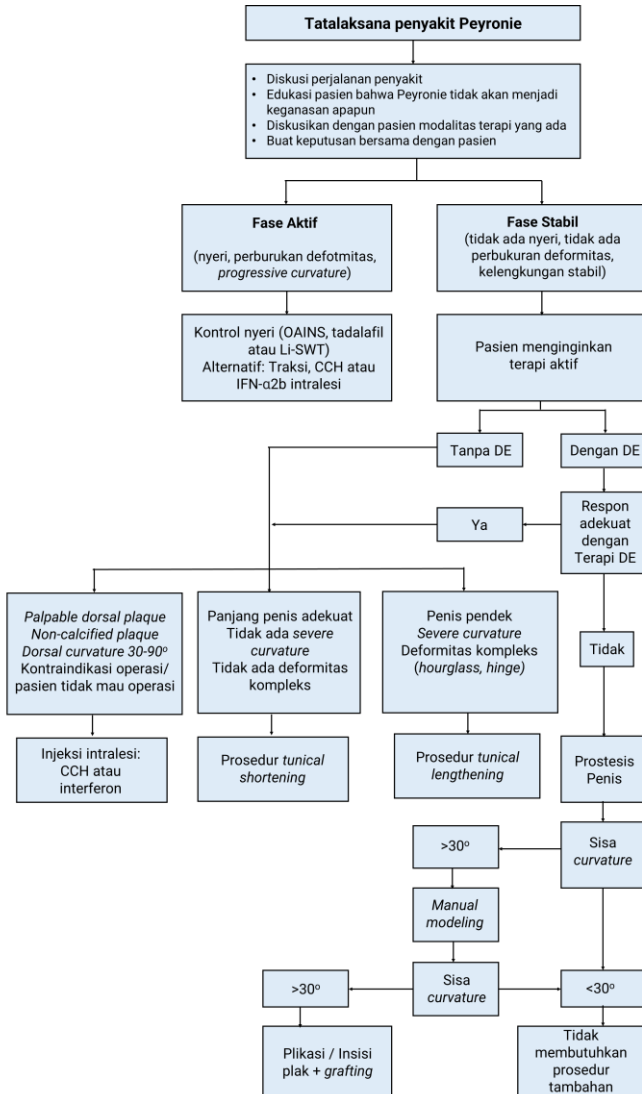 Tatalaksana penyakit Peyronie
• Diskusi perjalanan penyakit
• Edukasi pasien bahwa Peyronie tidak akan menjadi
keganasan apapun
• Diskusikan dengan pasien modalitas terapi yang ada
• Buat keputusan bersama dengan pasien
Fase Aktif
(nyeri, perburukan defotmitas,
progressive curvature)
Fase Stabil
(tidak ada nyeri, tidak ada
perbukuran deformitas,
kelengkungan stabil)
Kontrol nyeri (OAINS, tadalafil
atau Li-SWT)
Alternatif: Traksi, CCH atau
IFN-α2b intralesi
Pasien menginginkan
terapi aktif
Tanpa DE
Dengan DE
Ya
Respon
adekuat
dengan
Terapi DE
Palpable dorsal plaque
Non-calcified plaque
Dorsal curvature 30-90º
Kontraindikasi operasi/
pasien tidak mau operasi
Panjang penis adekuat
Tidak ada severe
curvature
Tidak ada deformitas
kompleks
Penis pendek
Severe curvature
Deformitas kompleks
(hourglass, hinge)
Tidak
Injeksi intralesi:
CCH atau
interferon
Prosedur tunical
shortening
Prosedur tunical
lengthening
Prostesis
Penis
>30º
Sisa
curvature
Manual
modeling
>30º
Sisa
curvature
<30º
Plikasi / Insisi
plak + grafting
Tidak
membutuhkan
prosedur
tambahan